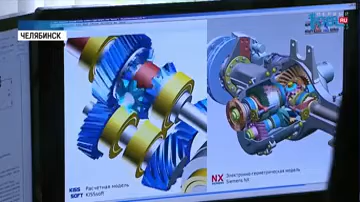 ЧЕЛЯБИНСК
KISS
SOFT
Расчетная модель
KISSsoft
NX
Электронно-геометрическая модель
Siemens NX